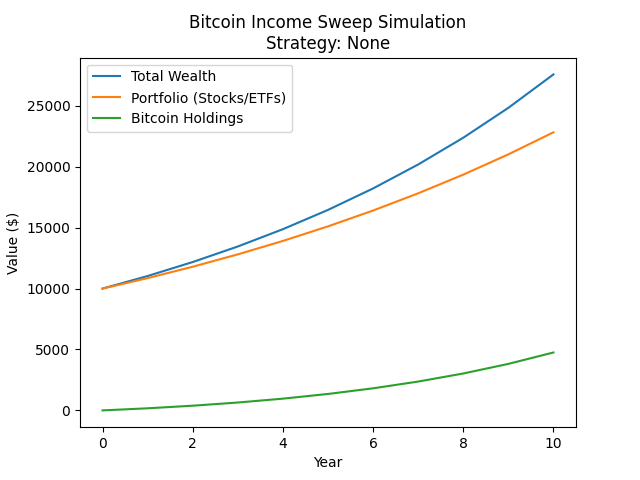 Bitcoin Income Sweep Simulation
Strategy: None
Total Wealth
Portfolio (Stocks/ETFs)
Bitcoin Holdings
Value ($)
25000
20000
15000
10000
5000
0
0 2 4 6 8 10
Year